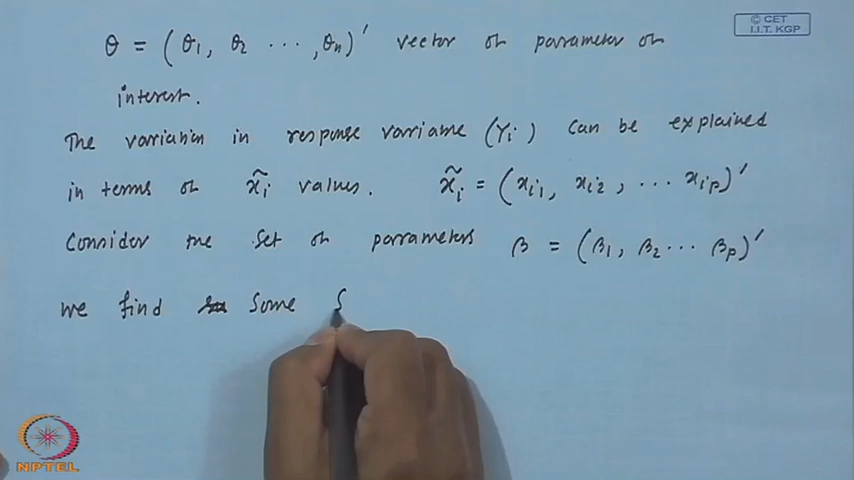 © CET
I.I.T. KGP
θ = (θ1, θ2 ..., θn)' vector of parameter of
interest.
The variation in response variable (Yi) can be explained
in terms of x̃i values. x̃i = (xi1, xi2, ... xip)'
Consider the set of parameters β = (β1, β2 ... βp)'
we find some
NPTEL